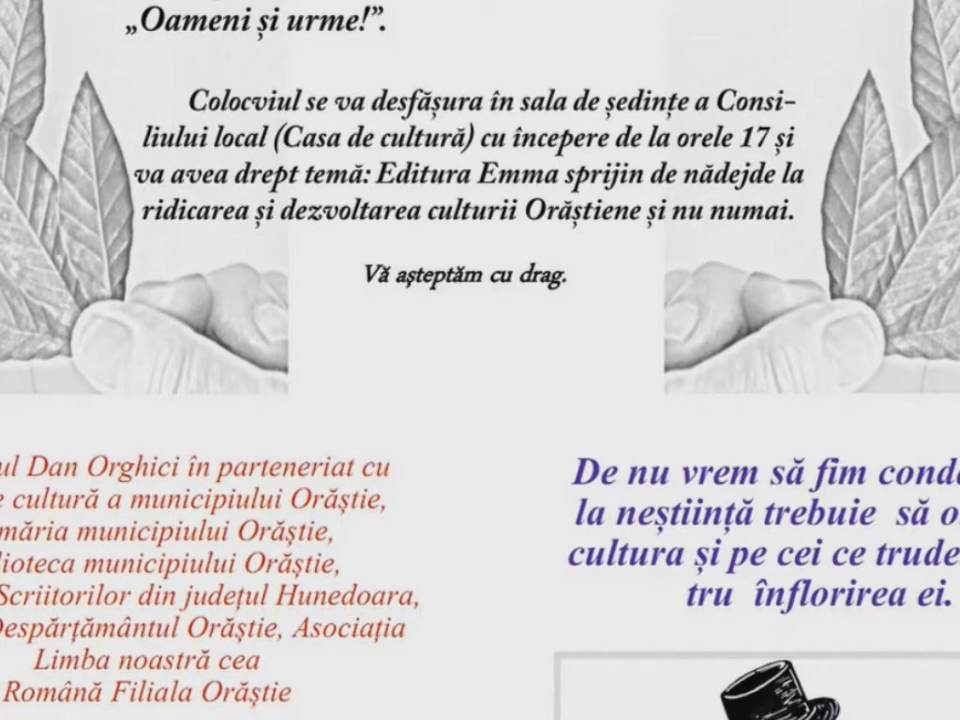 „Oameni și urme!”.
Colocviul se va desfășura în sala de ședințe a Consi-
liului local (Casa de cultură) cu începere de la orele 17 și
va avea drept temă: Editura Emma sprijin de nădejde la
ridicarea și dezvoltarea culturii Orăștiene și nu numai.
Vă așteptăm cu drag.
Dan Orghici în parteneriat cu
cultură a municipiului Orăștie,
municipiului Orăștie,
municipiului Orăștie,
Scriitorilor din județul Hunedoara,
Despărțământul Orăștie, Asociația
Limba noastră cea
Română Filiala Orăștie
De nu vrem să fim
la neștiință trebuie să
cultura și pe cei ce
tru înflorirea ei.